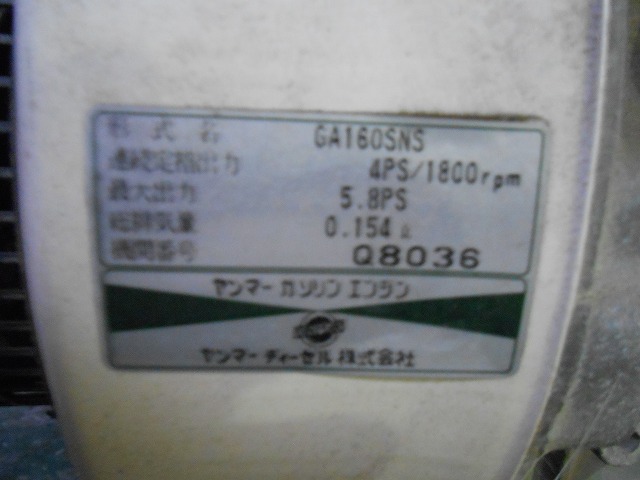 形式名 GA160SNS
連続定格出力 4PS/1800rpm
最大出力 5.8PS
総排気量 0.154ℓ
機関番号 Q8036
ヤンマー ガソリン エンジン
ヤンマー ディーゼル 株式会社